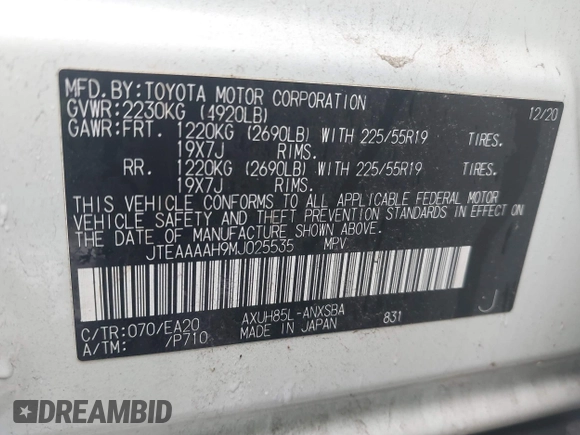 MFD.BY:TOYOTA MOTOR CORPORATION 12/20
GVWR:2230KG (4920LB)
GAWR:FRT. 1220KG (2690LB) WITH 225/55R19 TIRES.
19X7J RIMS.
RR. 1220KG (2690LB) WITH 225/55R19 TIRES.
19X7J RIMS.
THIS VEHICLE CONFORMS TO ALL APPLICABLE FEDERAL MOTOR
VEHICLE SAFETY AND THEFT PREVENTION STANDARDS IN EFFECT ON
THE DATE OF MANUFACTURE SHOWN ABOVE.
JTEAAAAH9MJ025535 MPV
C/TR:070/EA20 AXUH85L-ANXSBA 831 J
A/TM: /P710 MADE IN JAPAN
DREAMBID